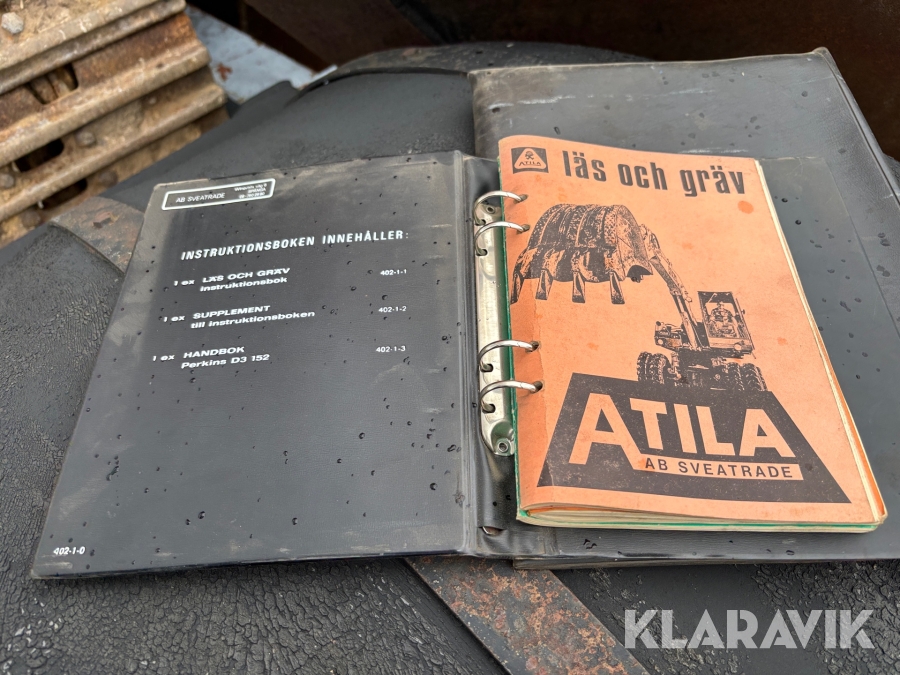 AB SVEATRADE
INSTRUKTIONSBOKEN INNEHÅLLER:
1 ex LÄS OCH GRÄV 402-1-1
instruktionsbok
1 ex SUPPLEMENT 402-1-2
till instruktionsboken
1 ex HANDBOK 402-1-3
Perkins D3 152
402-1-0
ATILA
läs och gräv
ATILA
AB SVEATRADE
KLARAVIK